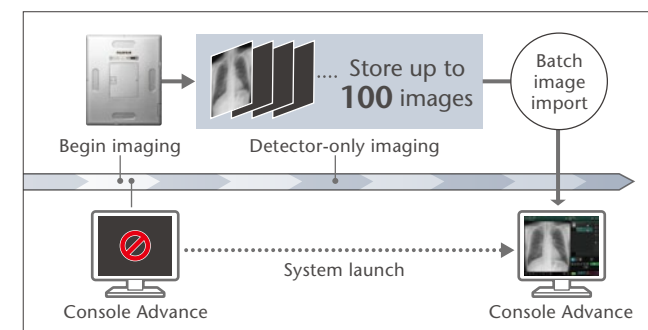 .... Store up to
100 images
Batch
image
import
Begin imaging
Detector-only imaging
System launch
Console Advance
Console Advance